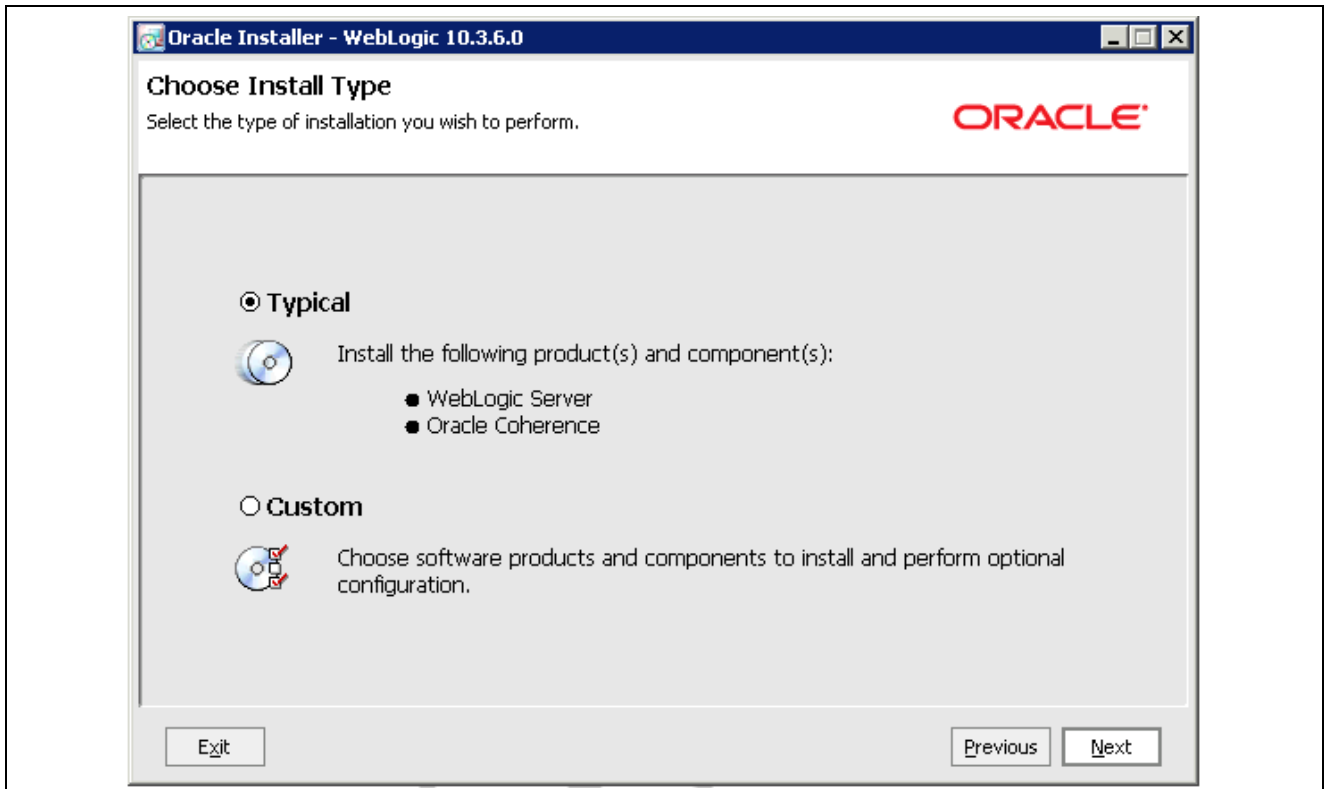 Oracle Installer - WebLogic 10.3.6.0
Choose Install Type
Select the type of installation you wish to perform.
ORACLE
Typical
Install the following product(s) and component(s):
● WebLogic Server
● Oracle Coherence
Custom
Choose software products and components to install and perform optional
configuration.
Exit
Previous
Next